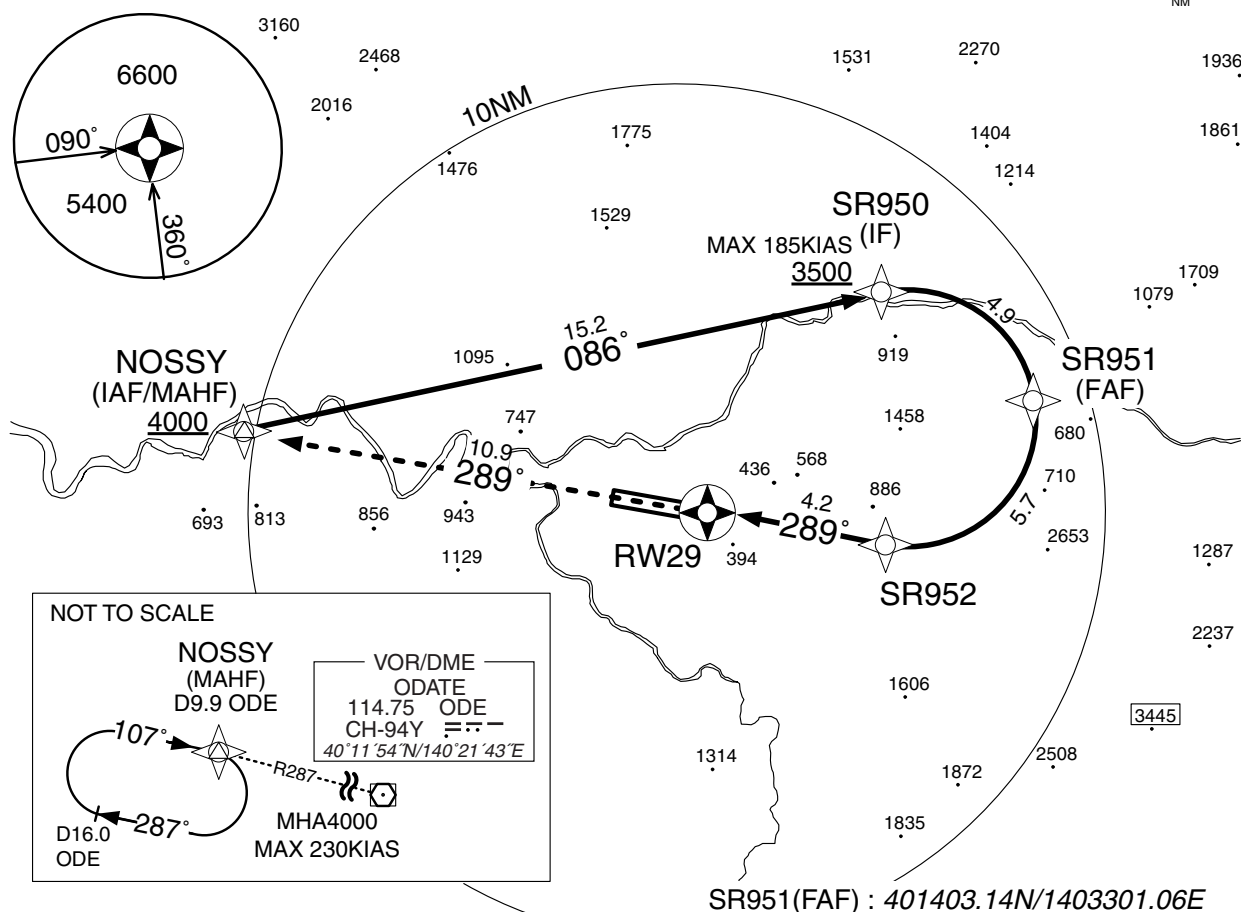 NM
3160
2468
2016
1531
2270
1936
6600
090°
5400
360°
10NM
1476
1775
1404
1861
1214
1529
SR950
(IF)
MAX 185KIAS
3500
1709
1079
4.9
15.2
086°
919
1095
NOSSY
(IAF/MAHF)
4000
SR951
(FAF)
747
1458
680
10.9
289°
436
568
710
693
813
856
943
886
4.2
289°
5.7
RW29
394
2653
1129
1287
SR952
NOT TO SCALE
NOSSY
(MAHF)
D9.9 ODE
VOR/DME
ODATE
114.75 ODE
CH-94Y
40°11´54˝N/140°21´43˝E
107°
R287
287°
D16.0
ODE
MHA4000
MAX 230KIAS
2237
1606
3445
1314
2508
1872
1835
SR951(FAF) : 401403.14N/1403301.06E